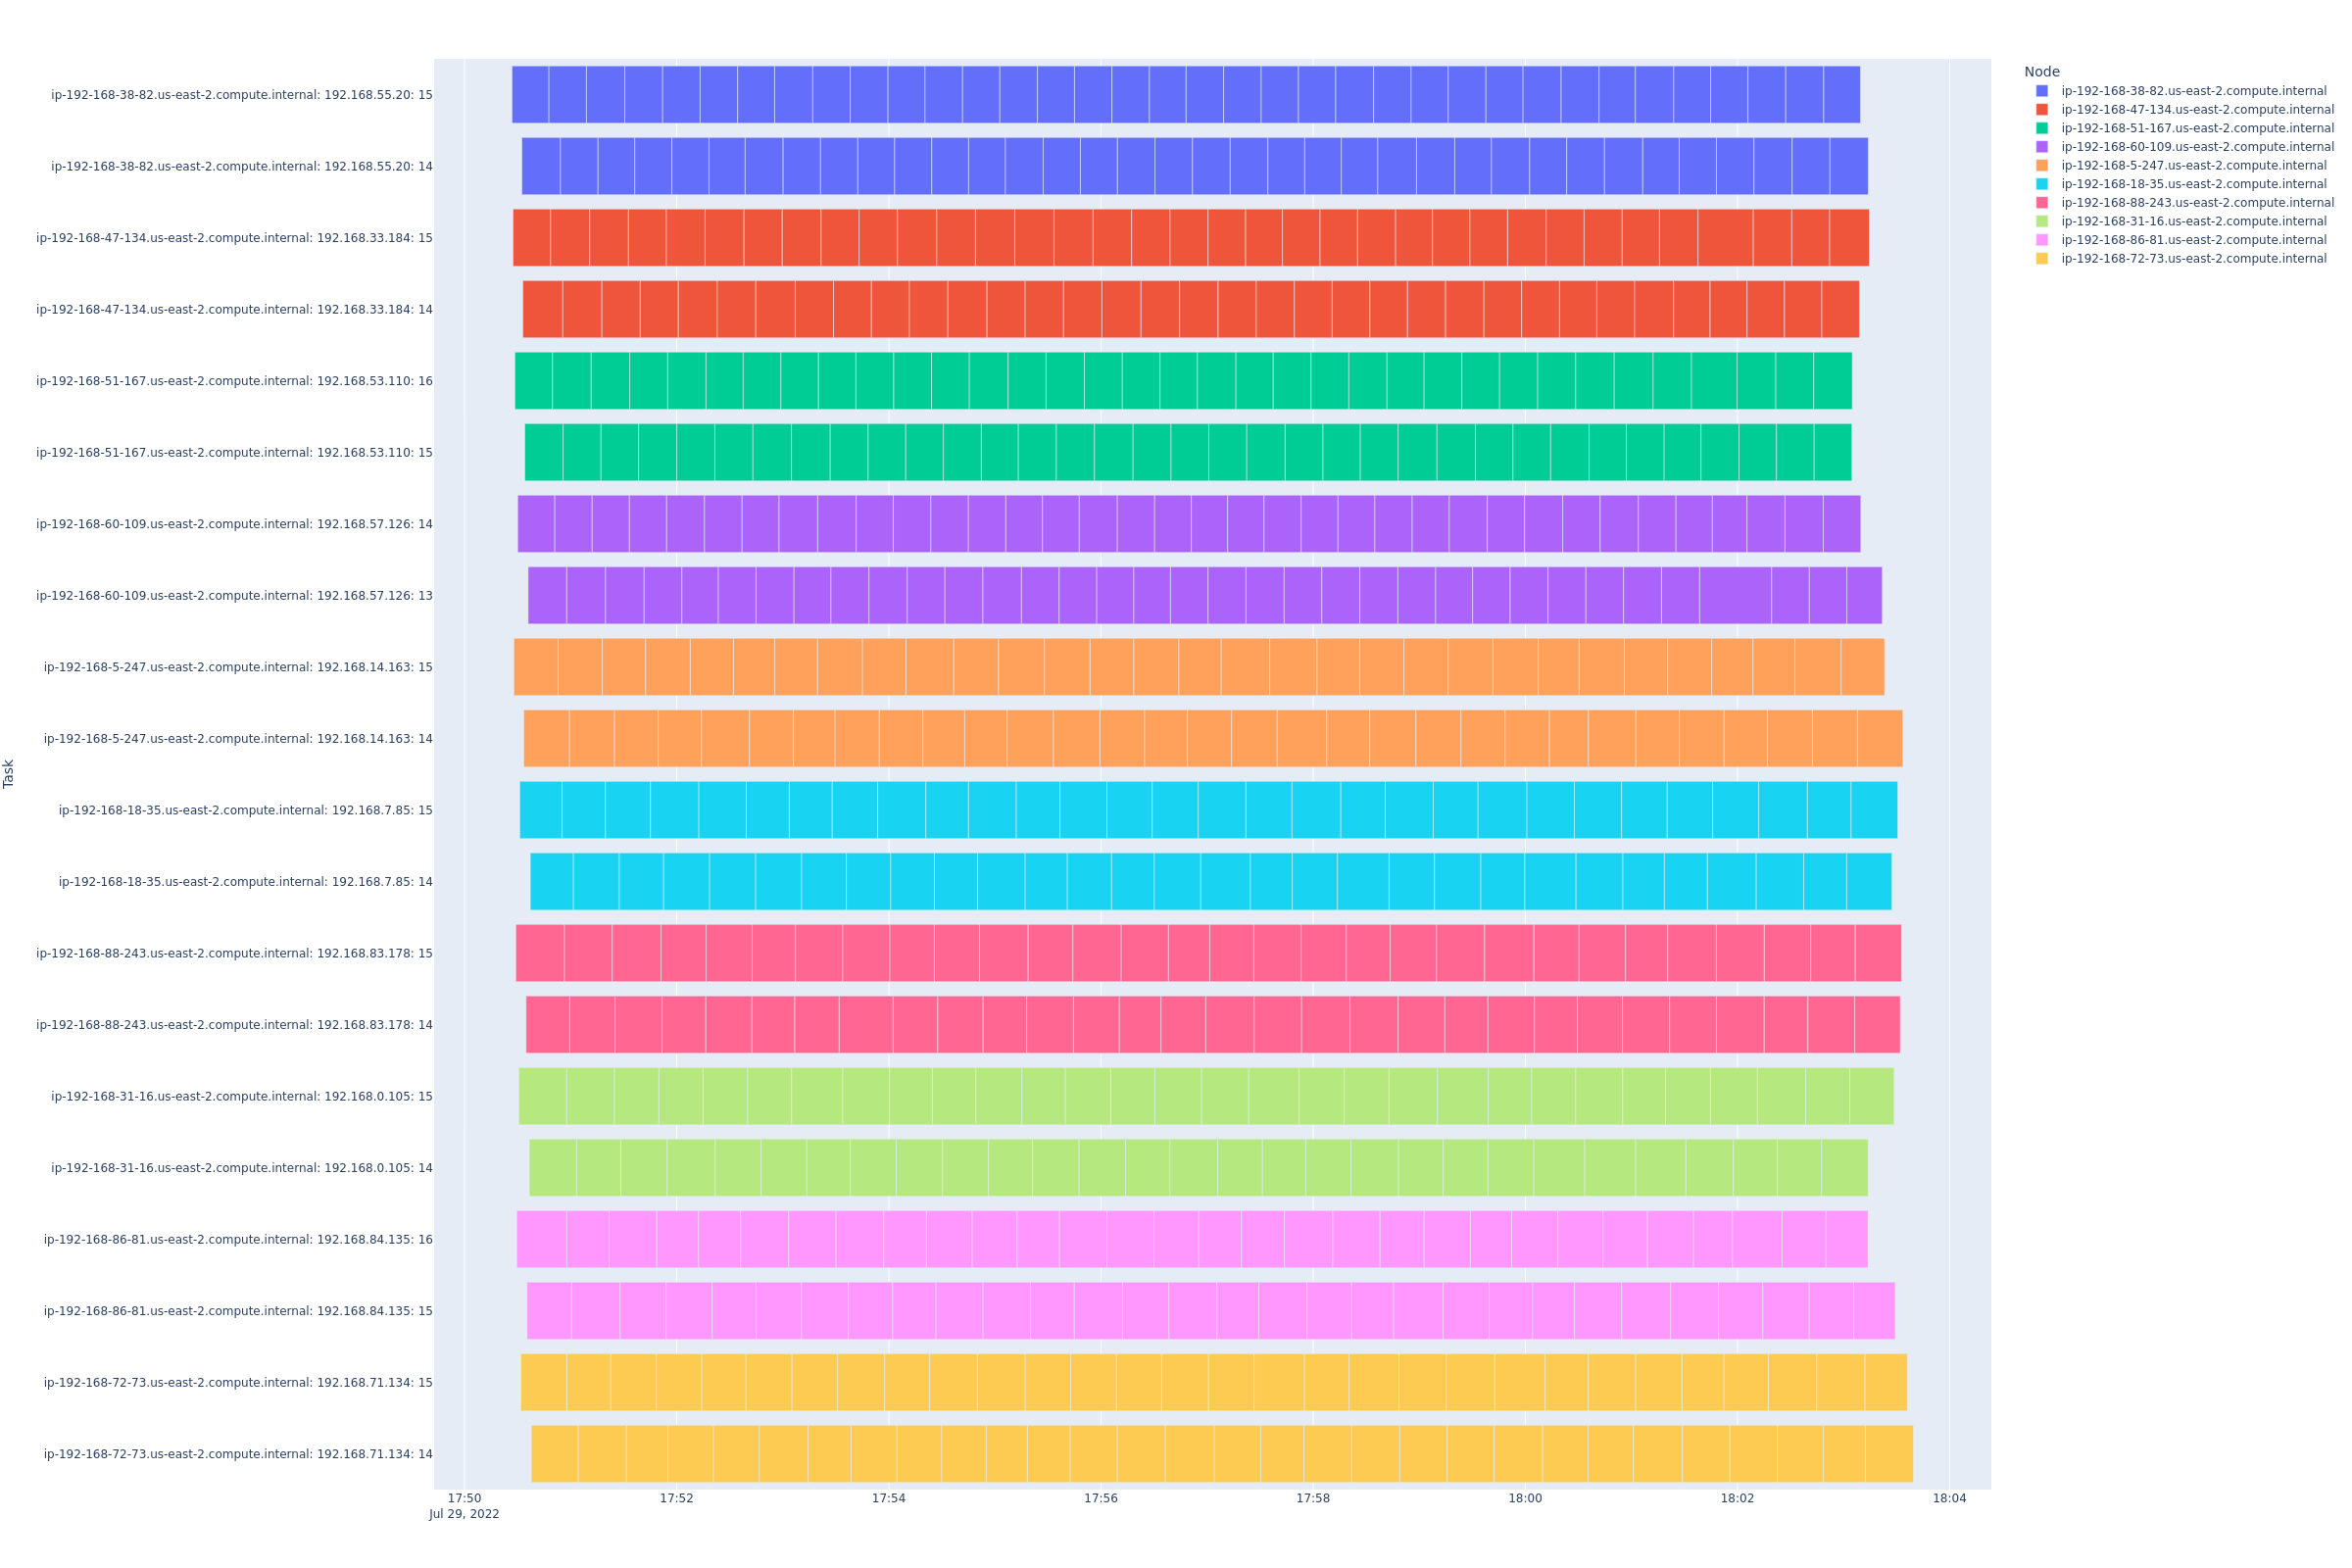 ip-192-168-38-82.us-east-2.compute.internal: 192.168.55.20: 15
ip-192-168-38-82.us-east-2.compute.internal: 192.168.55.20: 14
ip-192-168-47-134.us-east-2.compute.internal: 192.168.33.184: 15
ip-192-168-47-134.us-east-2.compute.internal: 192.168.33.184: 14
ip-192-168-51-167.us-east-2.compute.internal: 192.168.53.110: 16
ip-192-168-51-167.us-east-2.compute.internal: 192.168.53.110: 15
ip-192-168-60-109.us-east-2.compute.internal: 192.168.57.126: 14
ip-192-168-60-109.us-east-2.compute.internal: 192.168.57.126: 13
ip-192-168-5-247.us-east-2.compute.internal: 192.168.14.163: 15
ip-192-168-5-247.us-east-2.compute.internal: 192.168.14.163: 14
ip-192-168-18-35.us-east-2.compute.internal: 192.168.7.85: 15
ip-192-168-18-35.us-east-2.compute.internal: 192.168.7.85: 14
ip-192-168-88-243.us-east-2.compute.internal: 192.168.83.178: 15
ip-192-168-88-243.us-east-2.compute.internal: 192.168.83.178: 14
ip-192-168-31-16.us-east-2.compute.internal: 192.168.0.105: 15
ip-192-168-31-16.us-east-2.compute.internal: 192.168.0.105: 14
ip-192-168-86-81.us-east-2.compute.internal: 192.168.84.135: 16
ip-192-168-86-81.us-east-2.compute.internal: 192.168.84.135: 15
ip-192-168-72-73.us-east-2.compute.internal: 192.168.71.134: 15
ip-192-168-72-73.us-east-2.compute.internal: 192.168.71.134: 14
Task
17:50 17:52 17:54 17:56 17:58 18:00 18:02 18:04
Jul 29, 2022
Node
ip-192-168-38-82.us-east-2.compute.internal
ip-192-168-47-134.us-east-2.compute.internal
ip-192-168-51-167.us-east-2.compute.internal
ip-192-168-60-109.us-east-2.compute.internal
ip-192-168-5-247.us-east-2.compute.internal
ip-192-168-18-35.us-east-2.compute.internal
ip-192-168-88-243.us-east-2.compute.internal
ip-192-168-31-16.us-east-2.compute.internal
ip-192-168-86-81.us-east-2.compute.internal
ip-192-168-72-73.us-east-2.compute.internal